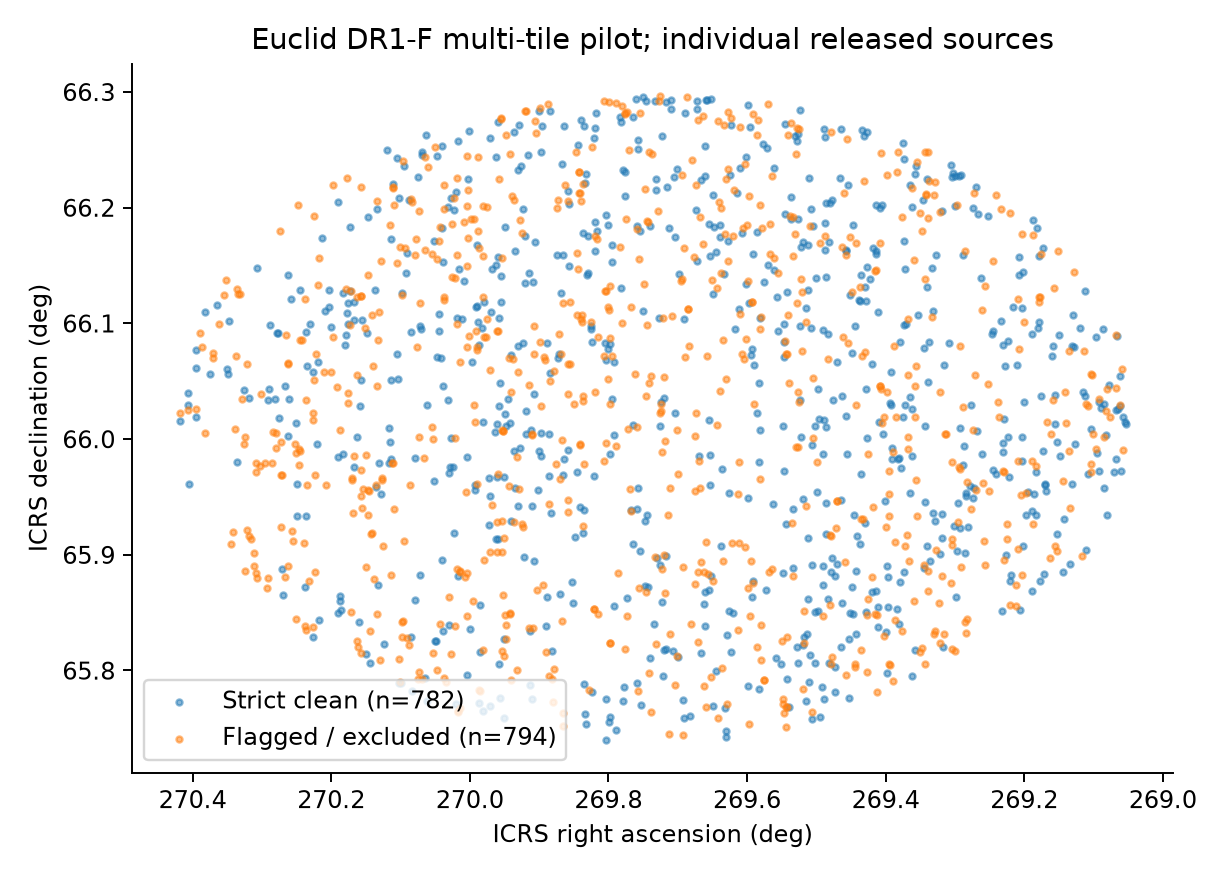 Euclid DR1-F multi-tile pilot; individual released sources
66.3
66.2
66.1
66.0
65.9
65.8
ICRS declination (deg)
Strict clean (n=782)
Flagged / excluded (n=794)
270.4 270.2 270.0 269.8 269.6 269.4 269.2 269.0
ICRS right ascension (deg)